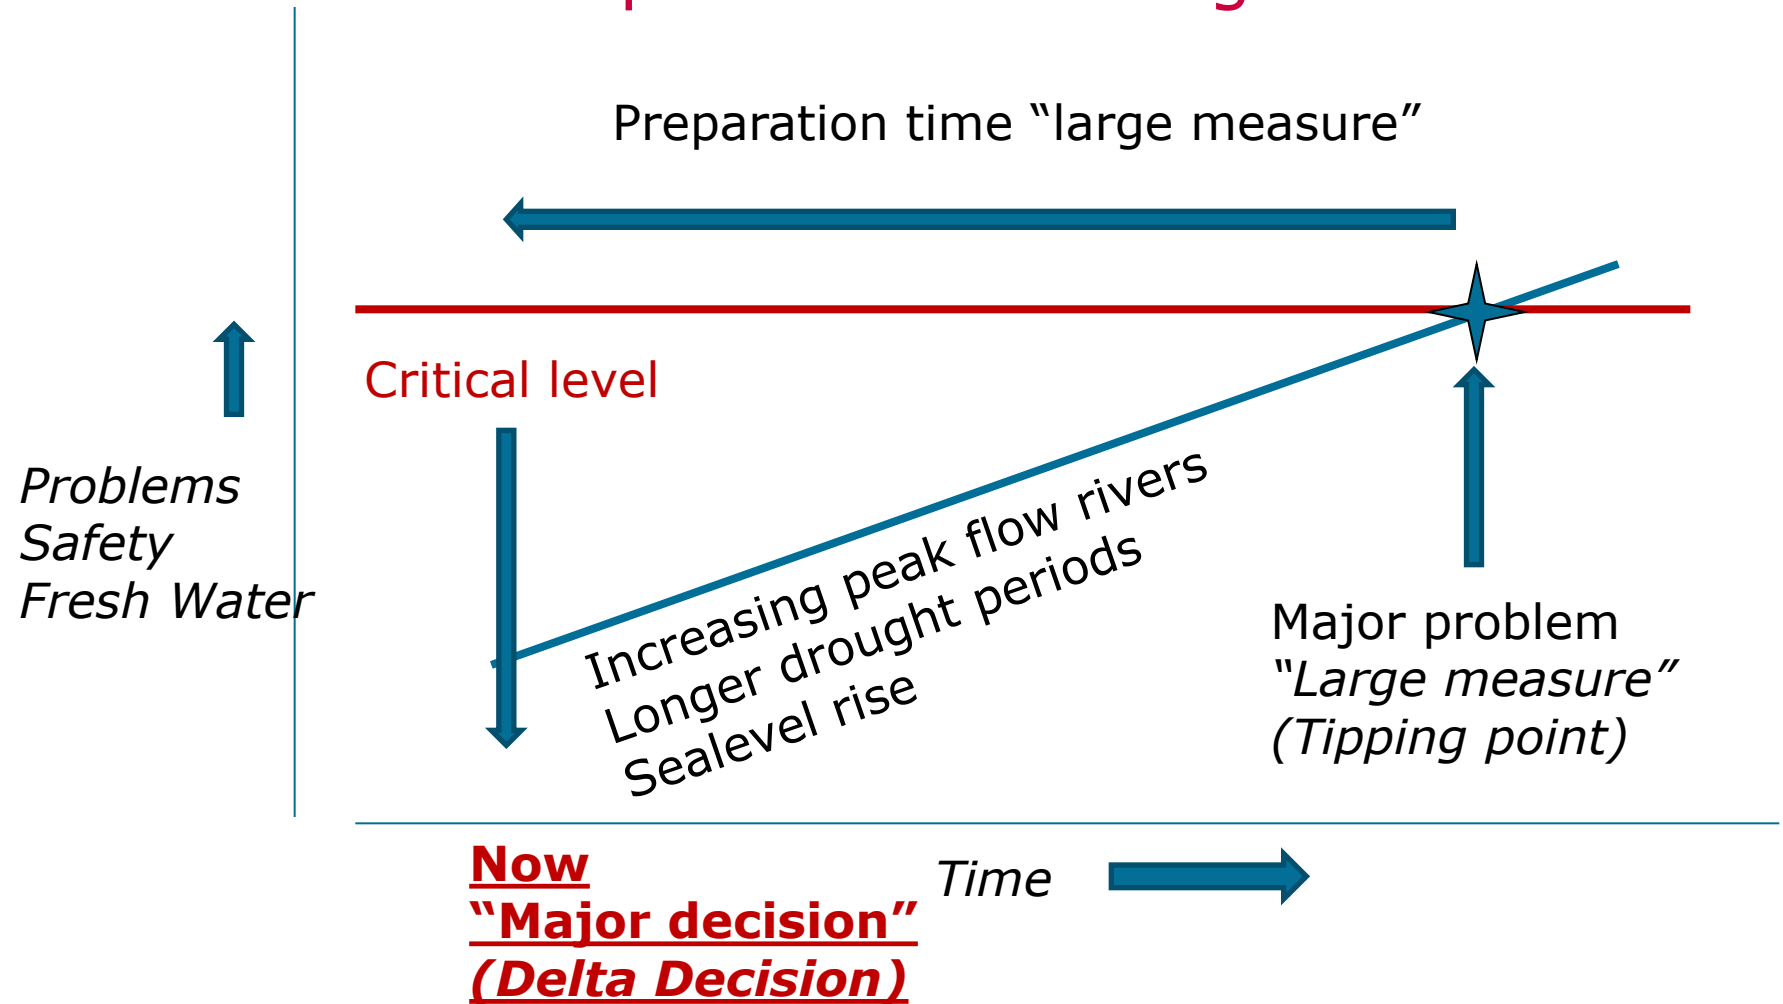 Preparation time “large measure”
Critical level
Problems
Safety
Fresh Water
Increasing peak flow rivers
Longer drought periods
Sealevel rise
Major problem
“Large measure”
(Tipping point)
Now
“Major decision”
(Delta Decision)
Time